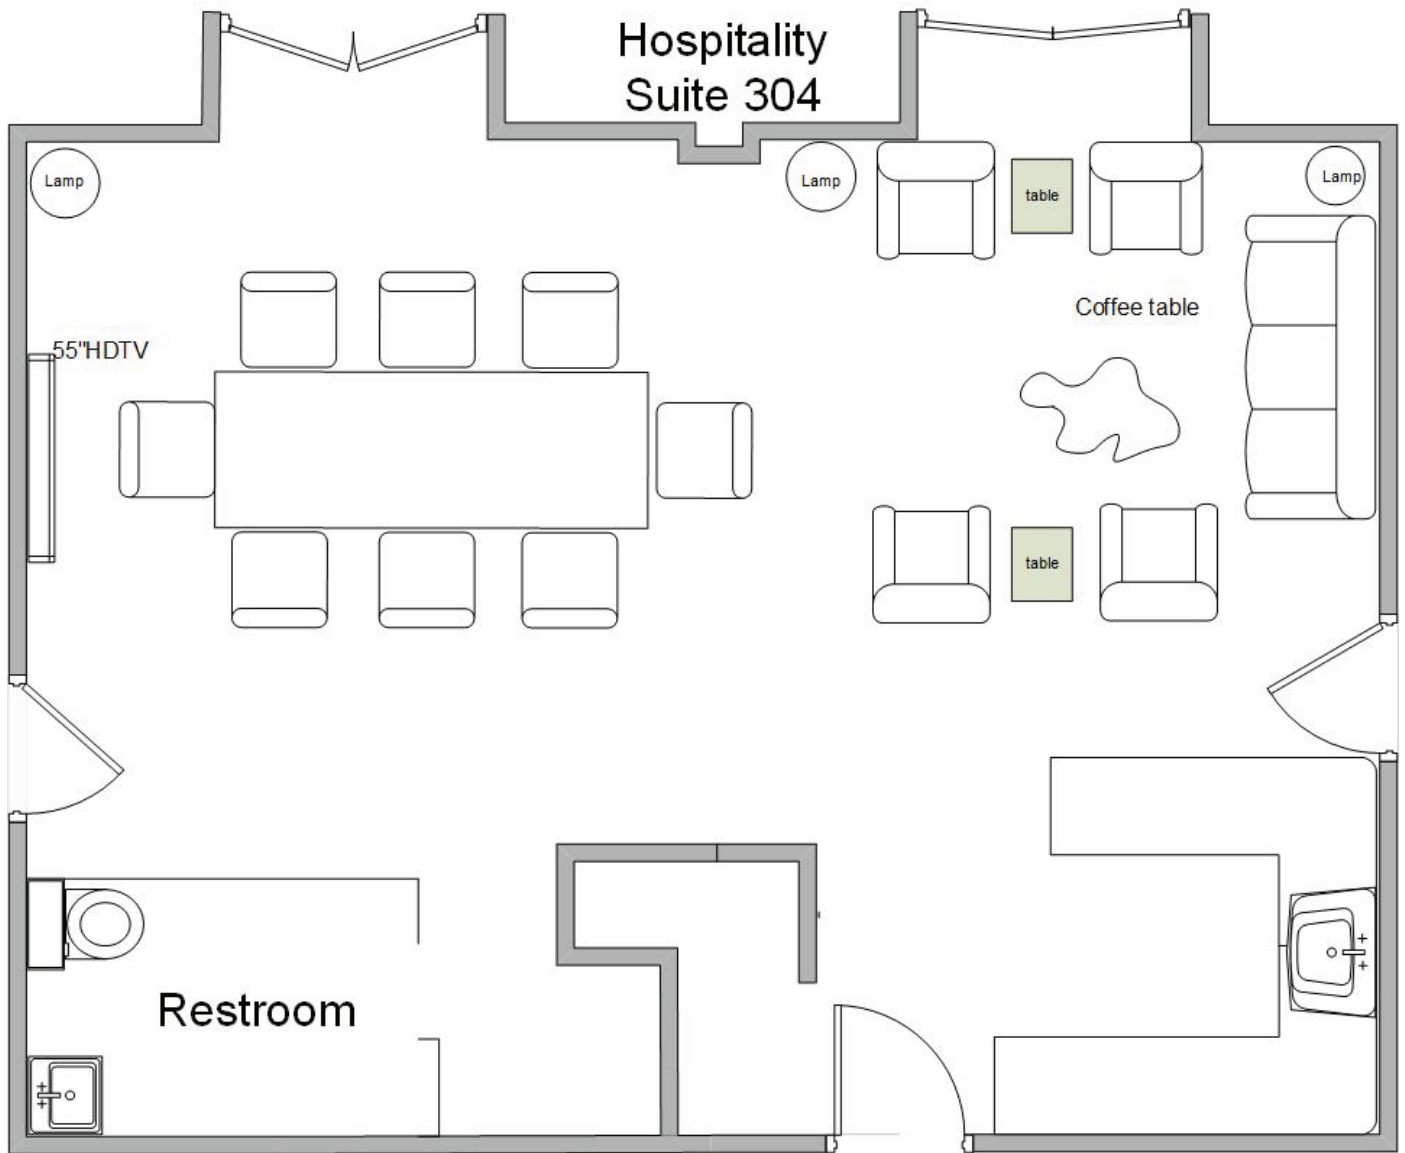 Hospitality
Suite 304
Lamp
Lamp
table
Lamp
Coffee table
55"HDTV
table
Restroom